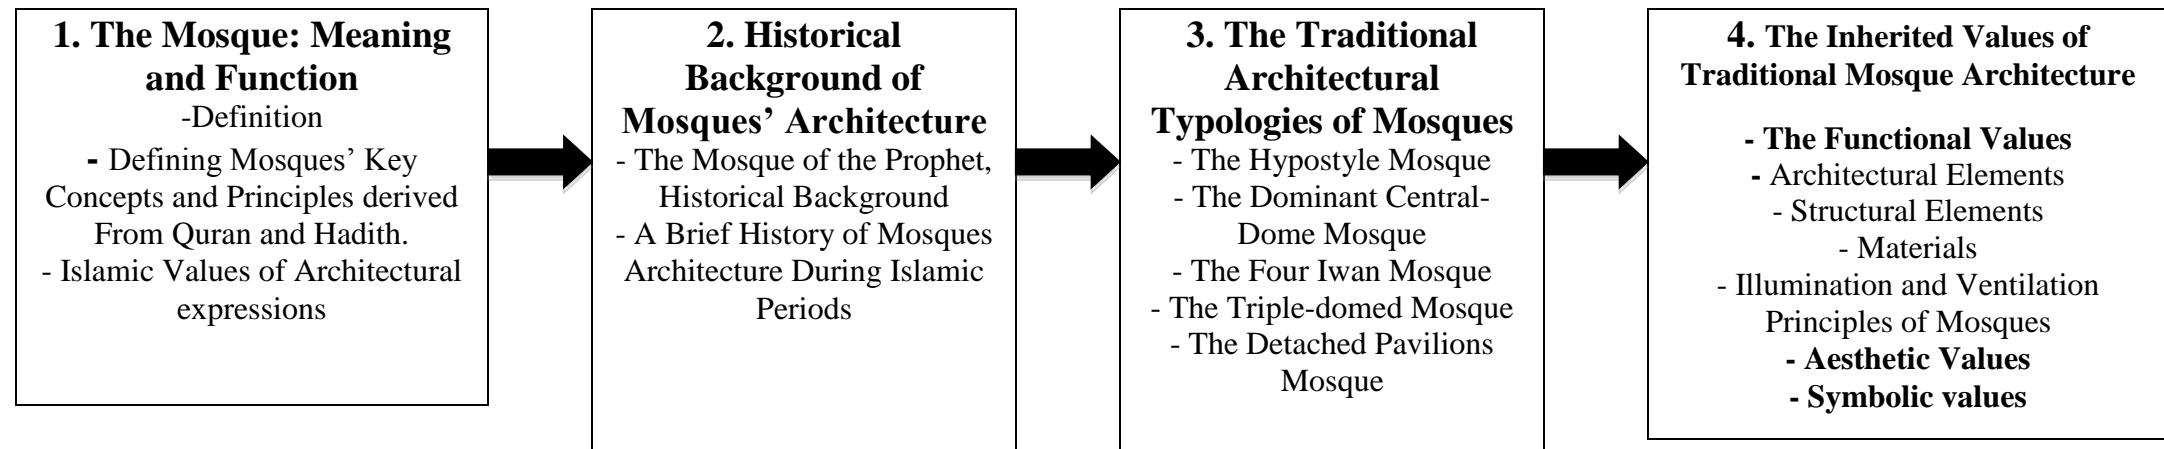 1. The Mosque: Meaning
and Function
-Definition
- Defining Mosques’ Key
Concepts and Principles derived
From Quran and Hadith.
- Islamic Values of Architectural
expressions
2. Historical
Background of
Mosques’ Architecture
- The Mosque of the Prophet,
Historical Background
- A Brief History of Mosques
Architecture During Islamic
Periods
3. The Traditional
Architectural
Typologies of Mosques
- The Hypostyle Mosque
- The Dominant Central-
Dome Mosque
- The Four Iwan Mosque
- The Triple-domed Mosque
- The Detached Pavilions
Mosque
4. The Inherited Values of
Traditional Mosque Architecture
- The Functional Values
- Architectural Elements
- Structural Elements
- Materials
- Illumination and Ventilation
Principles of Mosques
- Aesthetic Values
- Symbolic values